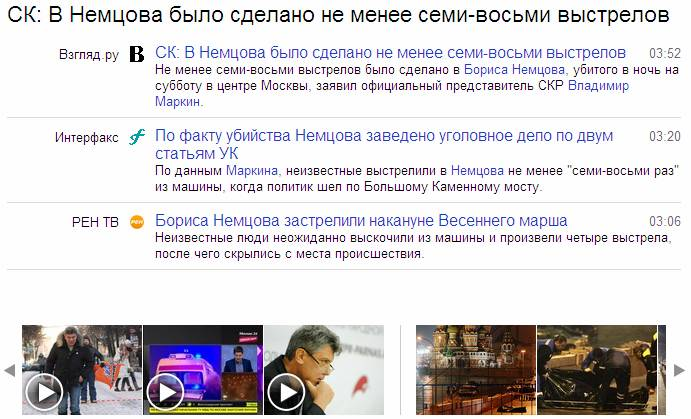 СК: В Немцова было сделано не менее семи-восьми выстрелов
Взгляд.ру В СК: В Немцова было сделано не менее семи-восьми выстрелов 03:52
Не менее семи-восьми выстрелов было сделано в Бориса Немцова, убитого в ночь на
субботу в центре Москвы, заявил официальный представитель СКР Владимир
Маркин.
Интерфакс По факту убийства Немцова заведено уголовное дело по двум 03:20
статьям УК
По данным Маркина, неизвестные выстрелили в Немцова не менее "семи-восьми раз"
из машины, когда политик шел по Большому Каменному мосту.
РЕН ТВ РЕН Бориса Немцова застрелили накануне Весеннего марша 03:06
Неизвестные люди неожиданно выскочили из машины и произвели четыре выстрела,
после чего скрылись с места происшествия.